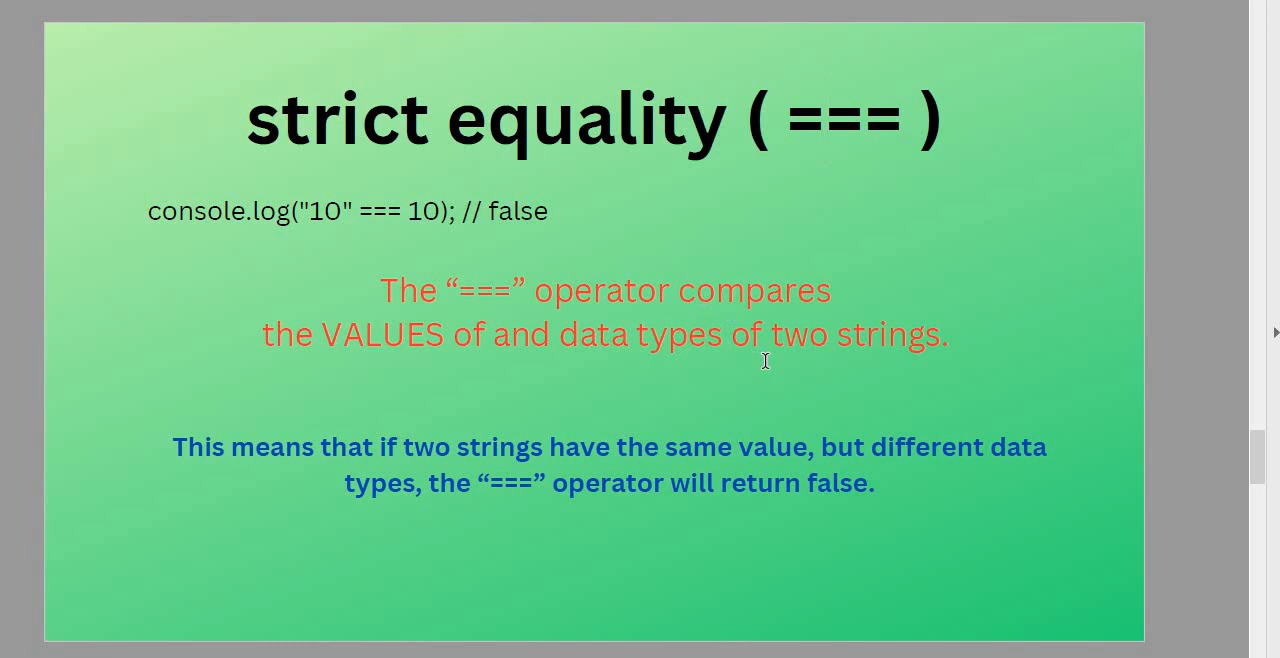 strict equality ( === )
console.log("10" === 10); // false
The “===” operator compares
the VALUES of and data types of two strings.
This means that if two strings have the same value, but different data
types, the “===” operator will return false.